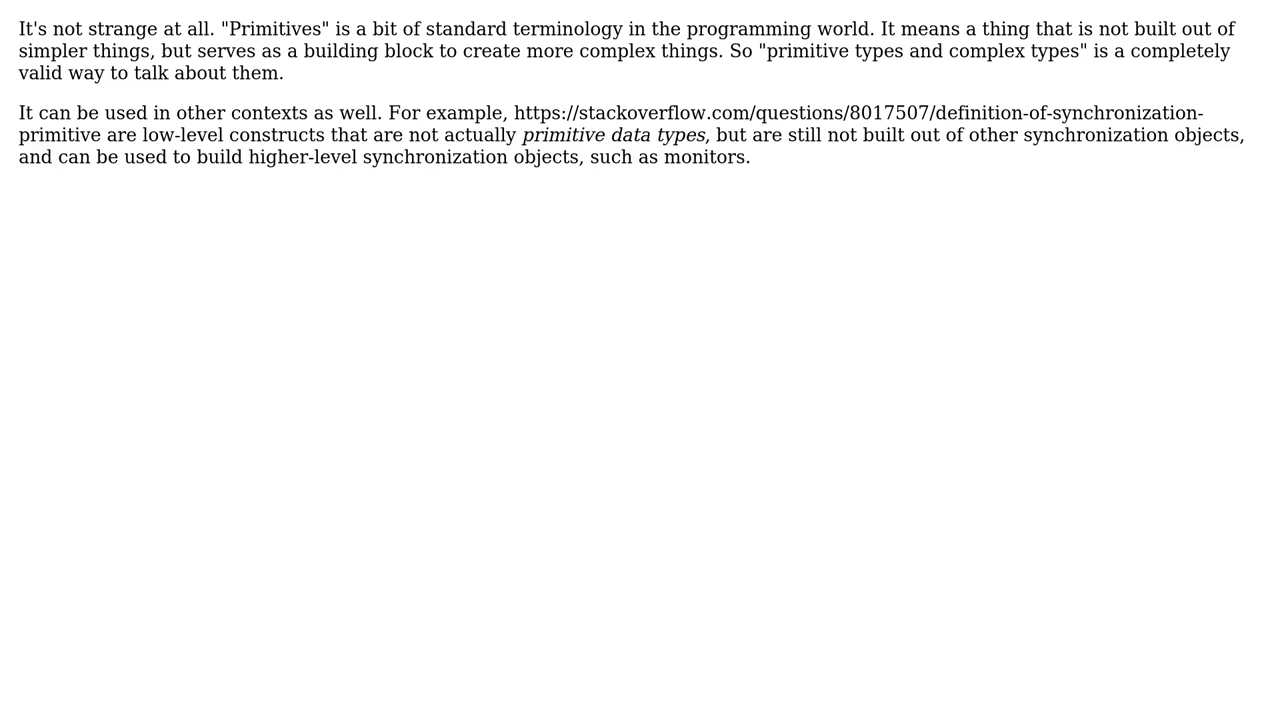 It's not strange at all. "Primitives" is a bit of standard terminology in the programming world. It means a thing that is not built out of
simpler things, but serves as a building block to create more complex things. So "primitive types and complex types" is a completely
valid way to talk about them.
It can be used in other contexts as well. For example, https://stackoverflow.com/questions/8017507/definition-of-synchronization-
primitive are low-level constructs that are not actually primitive data types, but are still not built out of other synchronization objects,
and can be used to build higher-level synchronization objects, such as monitors.